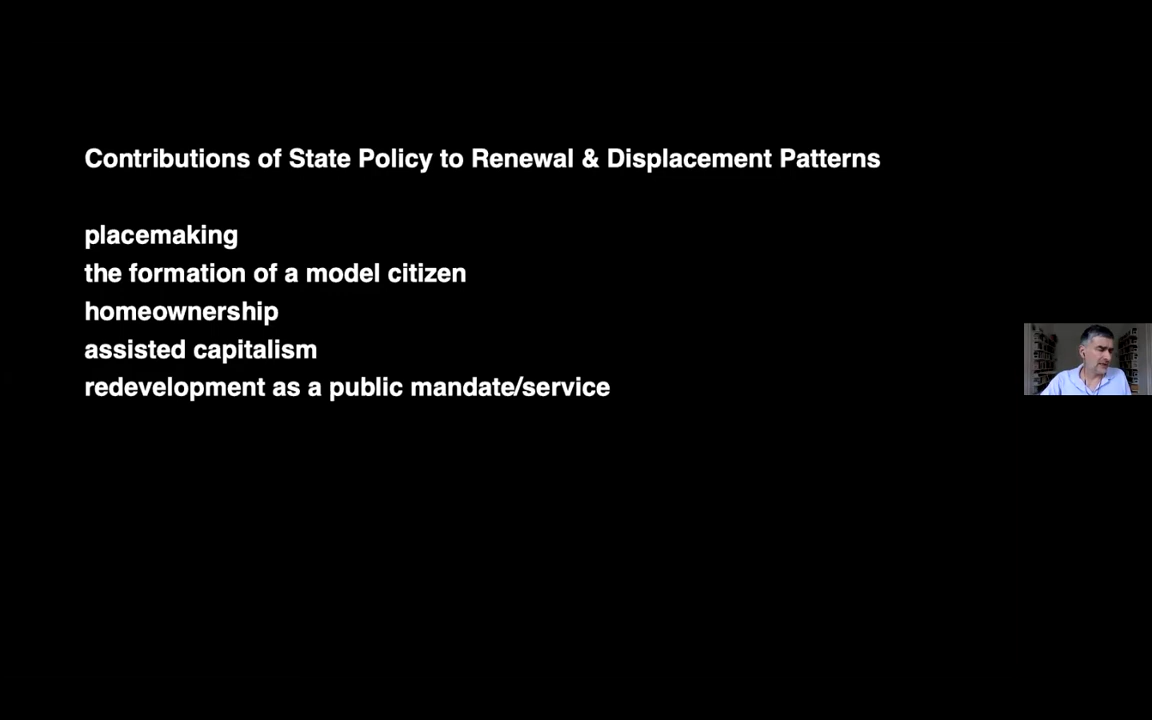 Contributions of State Policy to Renewal & Displacement Patterns
placemaking
the formation of a model citizen
homeownership
assisted capitalism
redevelopment as a public mandate/service